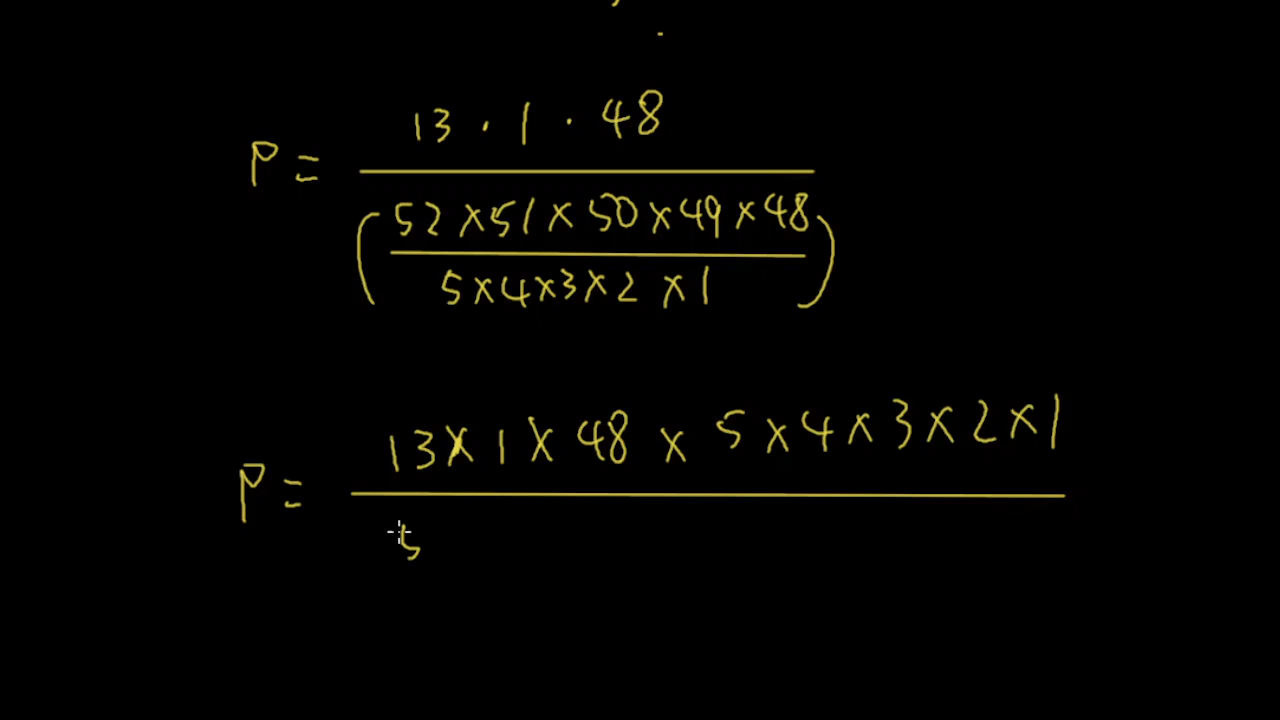 13 · 1 · 48
P =
52 × 51 × 50 × 49 × 48
( )
5 × 4 × 3 × 2 × 1
13 × 1 × 48 × 5 × 4 × 3 × 2 × 1
P =
5